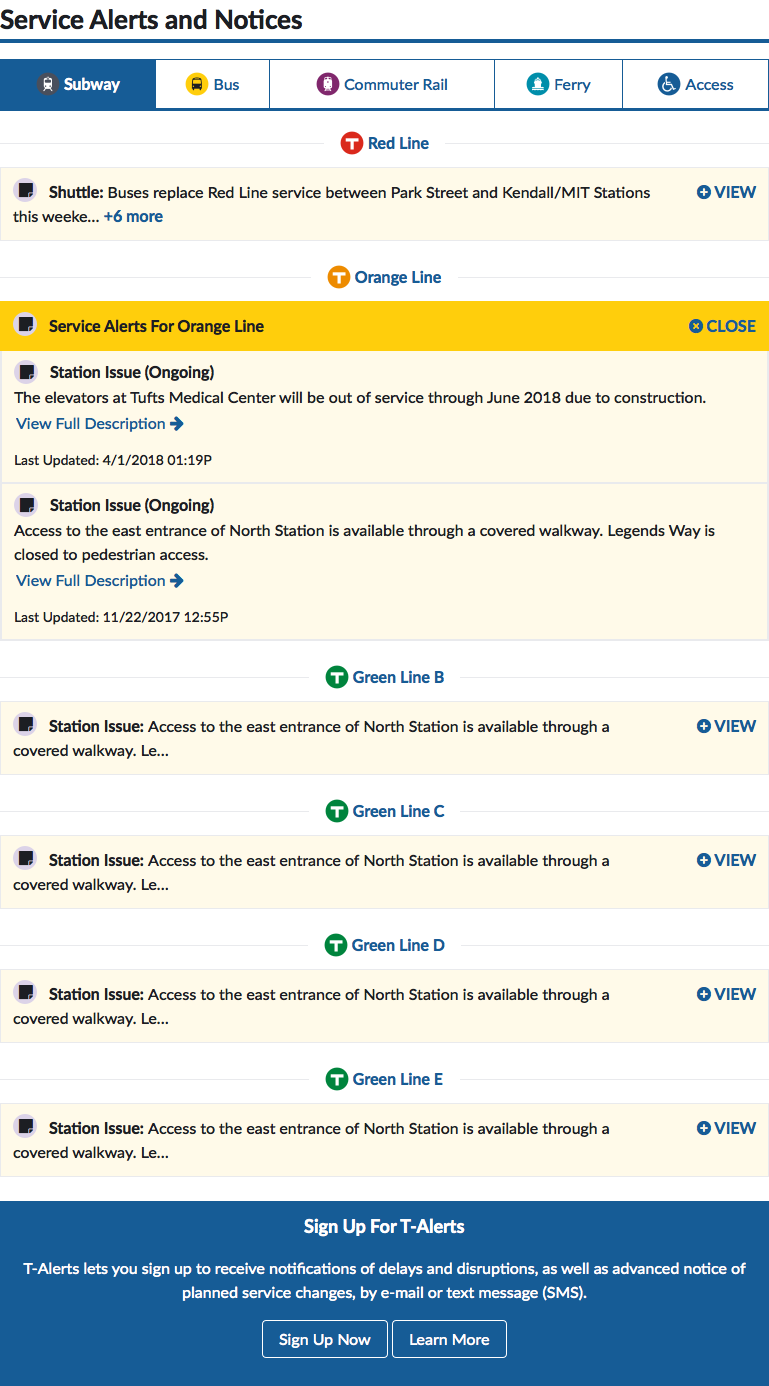 Service Alerts and Notices
Subway
Bus
Commuter Rail
Ferry
Access
T Red Line
Shuttle: Buses replace Red Line service between Park Street and Kendall/MIT Stations
this weeke... +6 more
VIEW
T Orange Line
Service Alerts For Orange Line
CLOSE
Station Issue (Ongoing)
The elevators at Tufts Medical Center will be out of service through June 2018 due to construction.
View Full Description
Last Updated: 4/1/2018 01:19P
Station Issue (Ongoing)
Access to the east entrance of North Station is available through a covered walkway. Legends Way is
closed to pedestrian access.
View Full Description
Last Updated: 11/22/2017 12:55P
T Green Line B
Station Issue: Access to the east entrance of North Station is available through a
covered walkway. Le...
VIEW
T Green Line C
Station Issue: Access to the east entrance of North Station is available through a
covered walkway. Le...
VIEW
T Green Line D
Station Issue: Access to the east entrance of North Station is available through a
covered walkway. Le...
VIEW
T Green Line E
Station Issue: Access to the east entrance of North Station is available through a
covered walkway. Le...
VIEW
Sign Up For T-Alerts
T-Alerts lets you sign up to receive notifications of delays and disruptions, as well as advanced notice of
planned service changes, by e-mail or text message (SMS).
Sign Up Now
Learn More